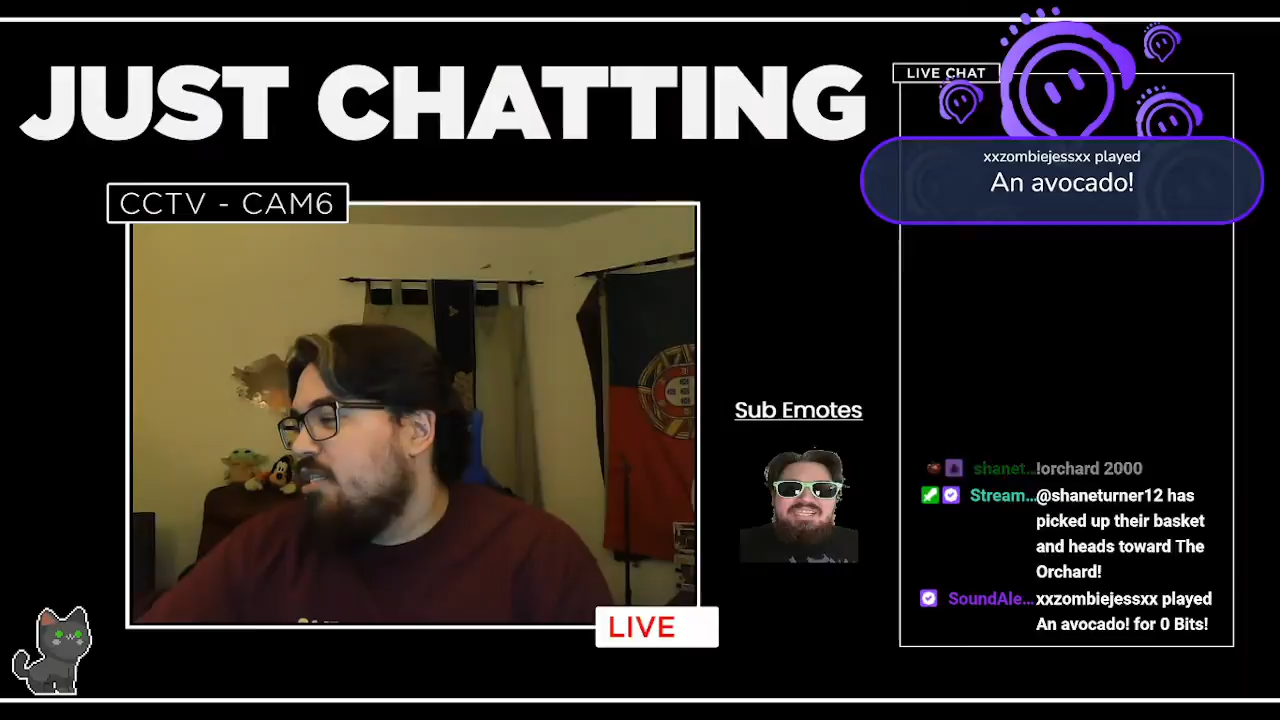 JUST CHATTING
LIVE CHAT
xxzombiejessxx played
An avocado!
CCTV - CAM6
Sub Emotes
shanet... !orchard 2000
Stream... @shaneturner12 has
picked up their basket
and heads toward The
Orchard!
SoundAle... xxzombiejessxx played
An avocado! for 0 Bits!
LIVE